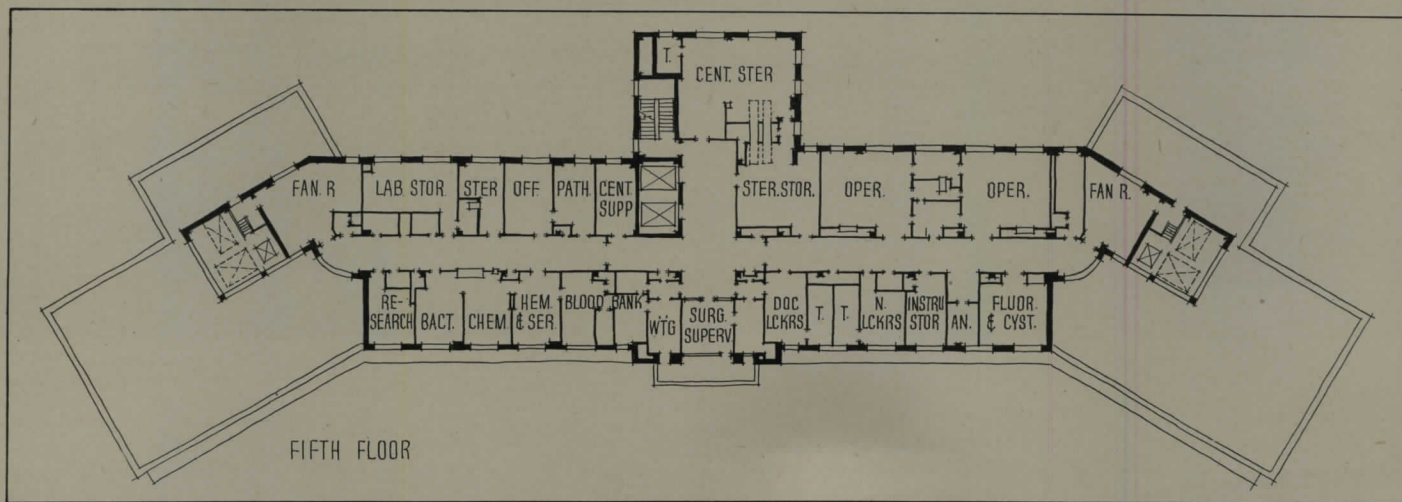 T.
CENT. STER
FAN. R
LAB. STOR.
STER
OFF.
PATH.
CENT.
SUPP
STER. STOR.
OPER.
OPER.
FAN R.
RE-
SEARCH
BACT.
CHEM.
HEM.
& SER.
BLOOD BANK
WTG
SURG.
SUPERV.
DOC.
LCKRS
T.
T.
N.
LCKRS
INSTRU
STOR
AN.
FLUOR.
& CYST.
FIFTH FLOOR